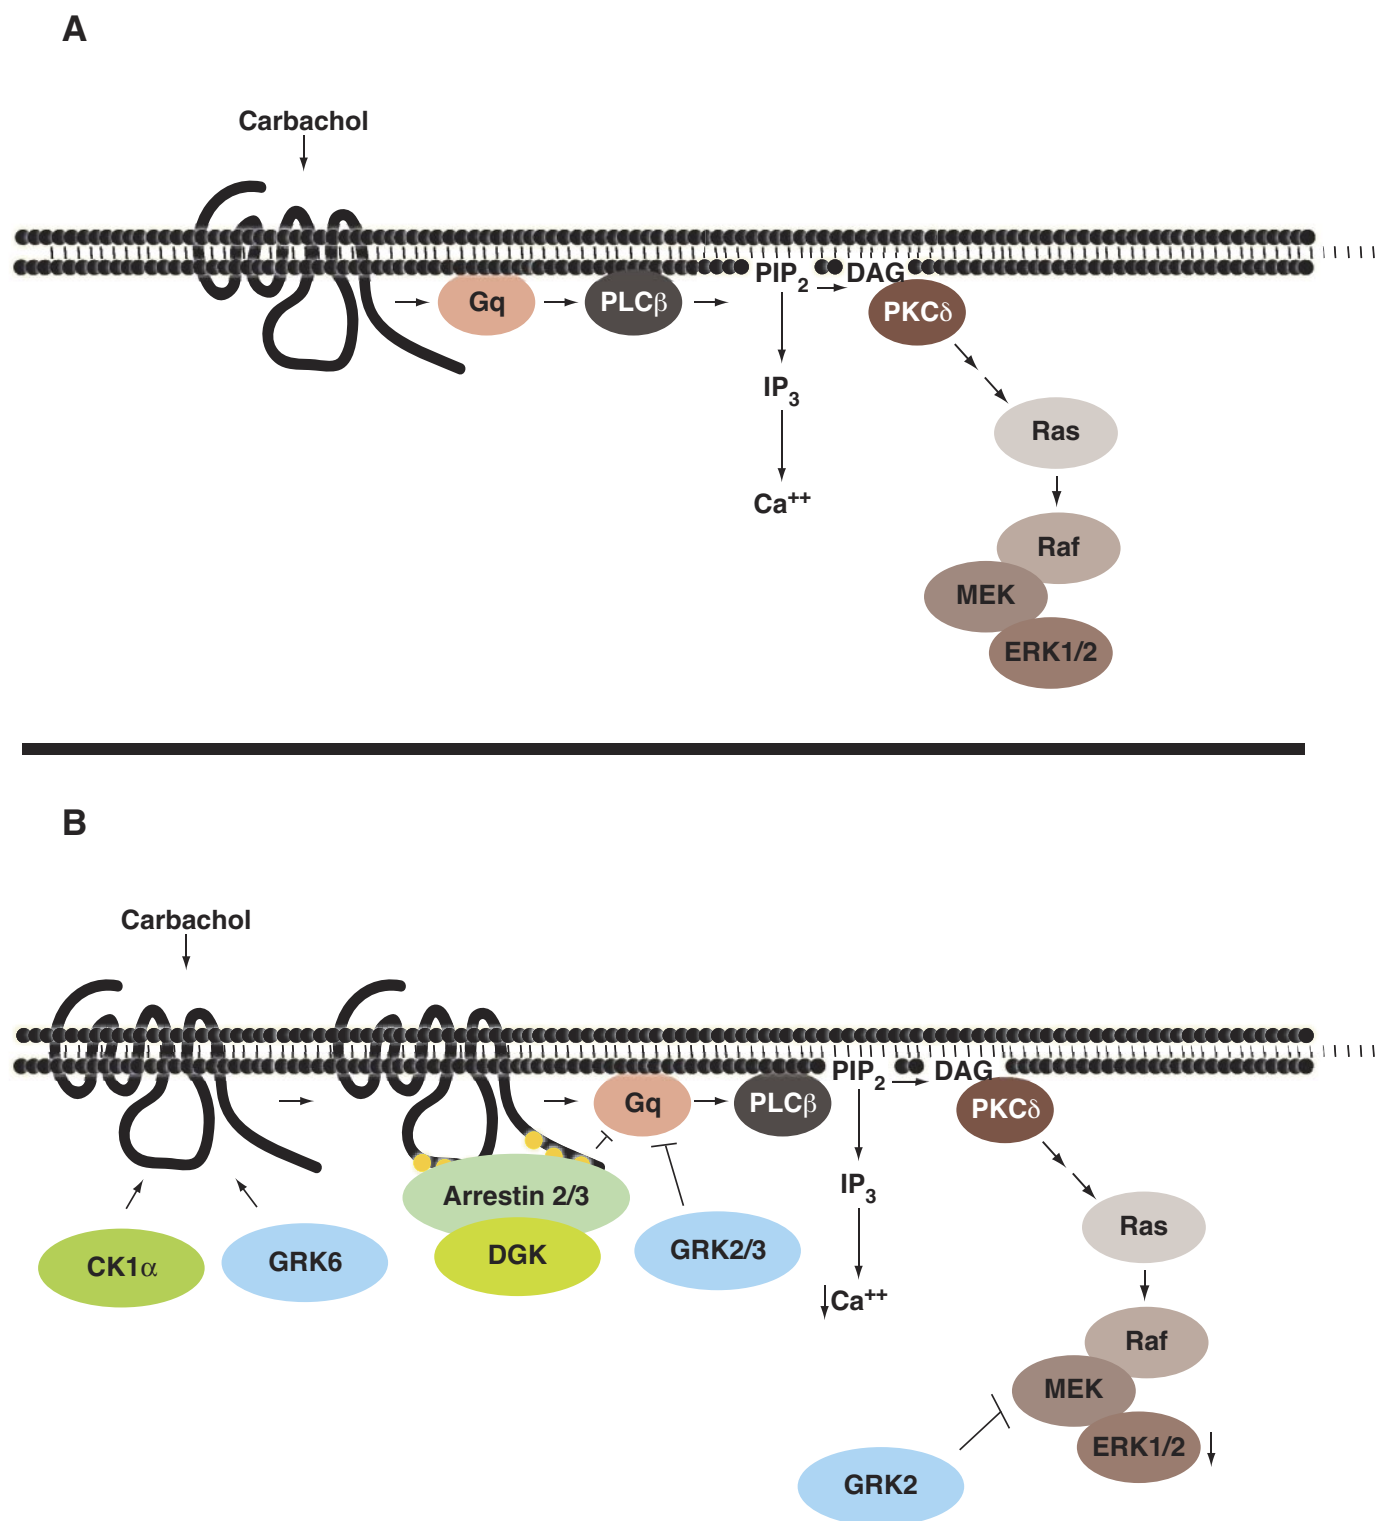 A
Carbachol
PIP2
DAG
Gq
PLCβ
PKCδ
IP3
Ras
Ca++
Raf
MEK
ERK1/2
B
Carbachol
PIP2
DAG
Gq
PLCβ
PKCδ
IP3
Arrestin 2/3
Ras
DGK
GRK2/3
CK1α
GRK6
Ca++
Raf
MEK
ERK1/2
GRK2